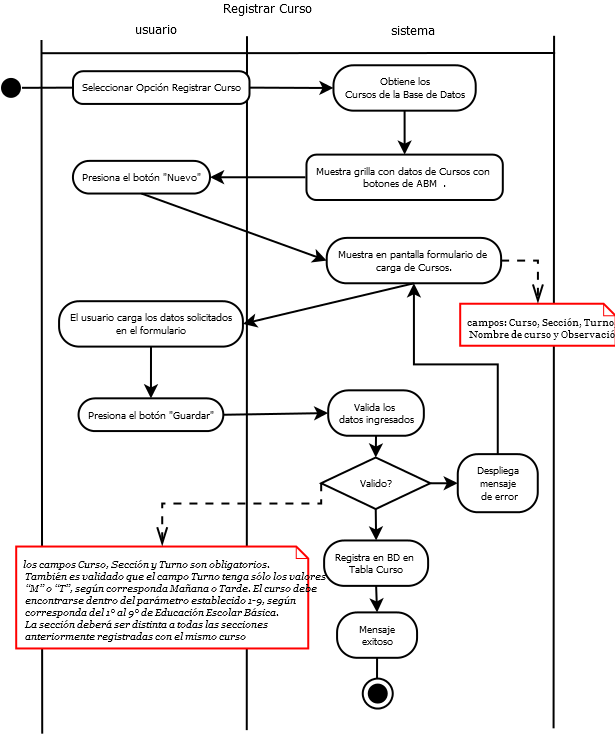 Registrar Curso
usuario
sistema
Seleccionar Opción Registrar Curso
Obtiene los
Cursos de la Base de Datos
Muestra grilla con datos de Cursos con
botones de ABM .
Presiona el botón "Nuevo"
Muestra en pantalla formulario de
carga de Cursos.
campos: Curso, Sección, Turno
Nombre de curso y Observació
El usuario carga los datos solicitados
en el formulario
Presiona el botón "Guardar"
Valida los
datos ingresados
Valido?
Despliega
mensaje
de error
los campos Curso, Sección y Turno son obligatorios.
También es validado que el campo Turno tenga sólo los valores
“M” o “T”, según corresponda Mañana o Tarde. El curso debe
encontrarse dentro del parámetro establecido 1-9, según
corresponda del 1º al 9º de Educación Escolar Básica.
La sección deberá ser distinta a todas las secciones
anteriormente registradas con el mismo curso
Registra en BD en
Tabla Curso
Mensaje
exitoso